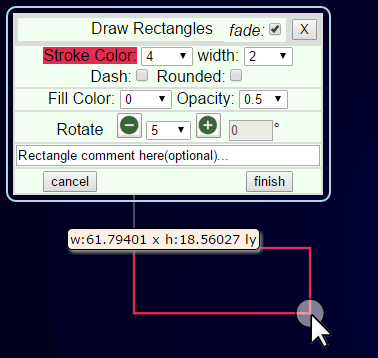 Draw Rectangles fade: X
Stroke Color: 4 width: 2
Dash: Rounded:
Fill Color: 0 Opacity: 0.5
Rotate 5 0 °
Rectangle comment here(optional)...
cancel finish
w:61.79401 x h:18.56027 ly